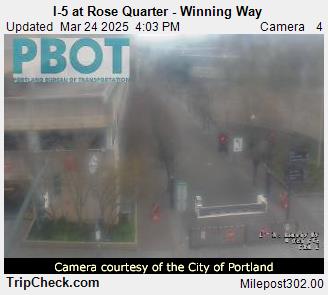 I-5 at Rose Quarter - Winning Way
Updated Mar 24 2025 4:03 PM Camera 4
PBOT
PORTLAND BUREAU OF TRANSPORTATION
Camera courtesy of the City of Portland
TripCheck.com Milepost302.00